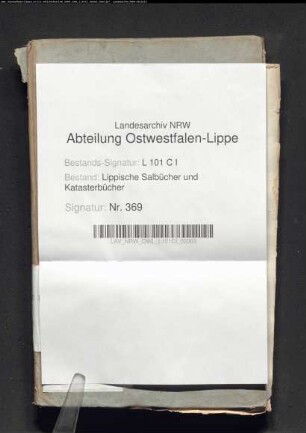 Landesarchiv NRW
Abteilung Ostwestfalen-Lippe
Bestands-Signatur: L 101 C I
Bestand: Lippische Salbücher und
Katasterbücher
Signatur: Nr. 369